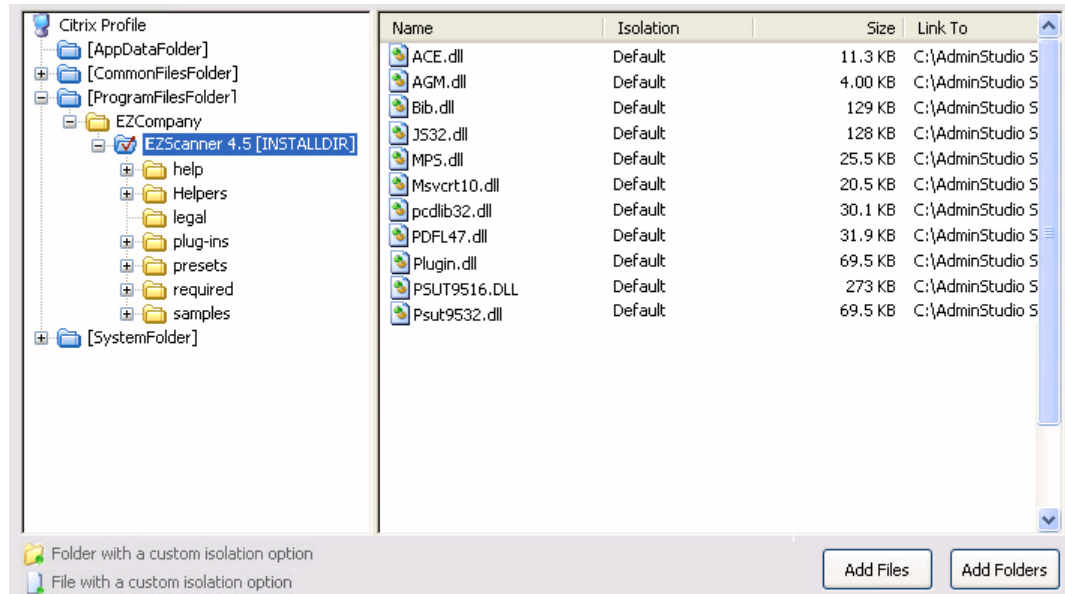 Citrix Profile
[AppDataFolder]
[CommonFilesFolder]
[ProgramFilesFolder]
EZCompany
EZScanner 4.5 [INSTALLDIR]
help
Helpers
legal
plug-ins
presets
required
samples
[SystemFolder]
Name Isolation Size Link To
ACE.dll Default 11.3 KB C:\AdminStudio S
AGM.dll Default 4.00 KB C:\AdminStudio S
Bib.dll Default 129 KB C:\AdminStudio S
JS32.dll Default 128 KB C:\AdminStudio S
MPS.dll Default 25.5 KB C:\AdminStudio S
Msvcrt10.dll Default 20.5 KB C:\AdminStudio S
pcdlib32.dll Default 30.1 KB C:\AdminStudio S
PDFL47.dll Default 31.9 KB C:\AdminStudio S
Plugin.dll Default 69.5 KB C:\AdminStudio S
PSUT9516.DLL Default 273 KB C:\AdminStudio S
Psut9532.dll Default 69.5 KB C:\AdminStudio S
Folder with a custom isolation option
File with a custom isolation option
Add Files Add Folders